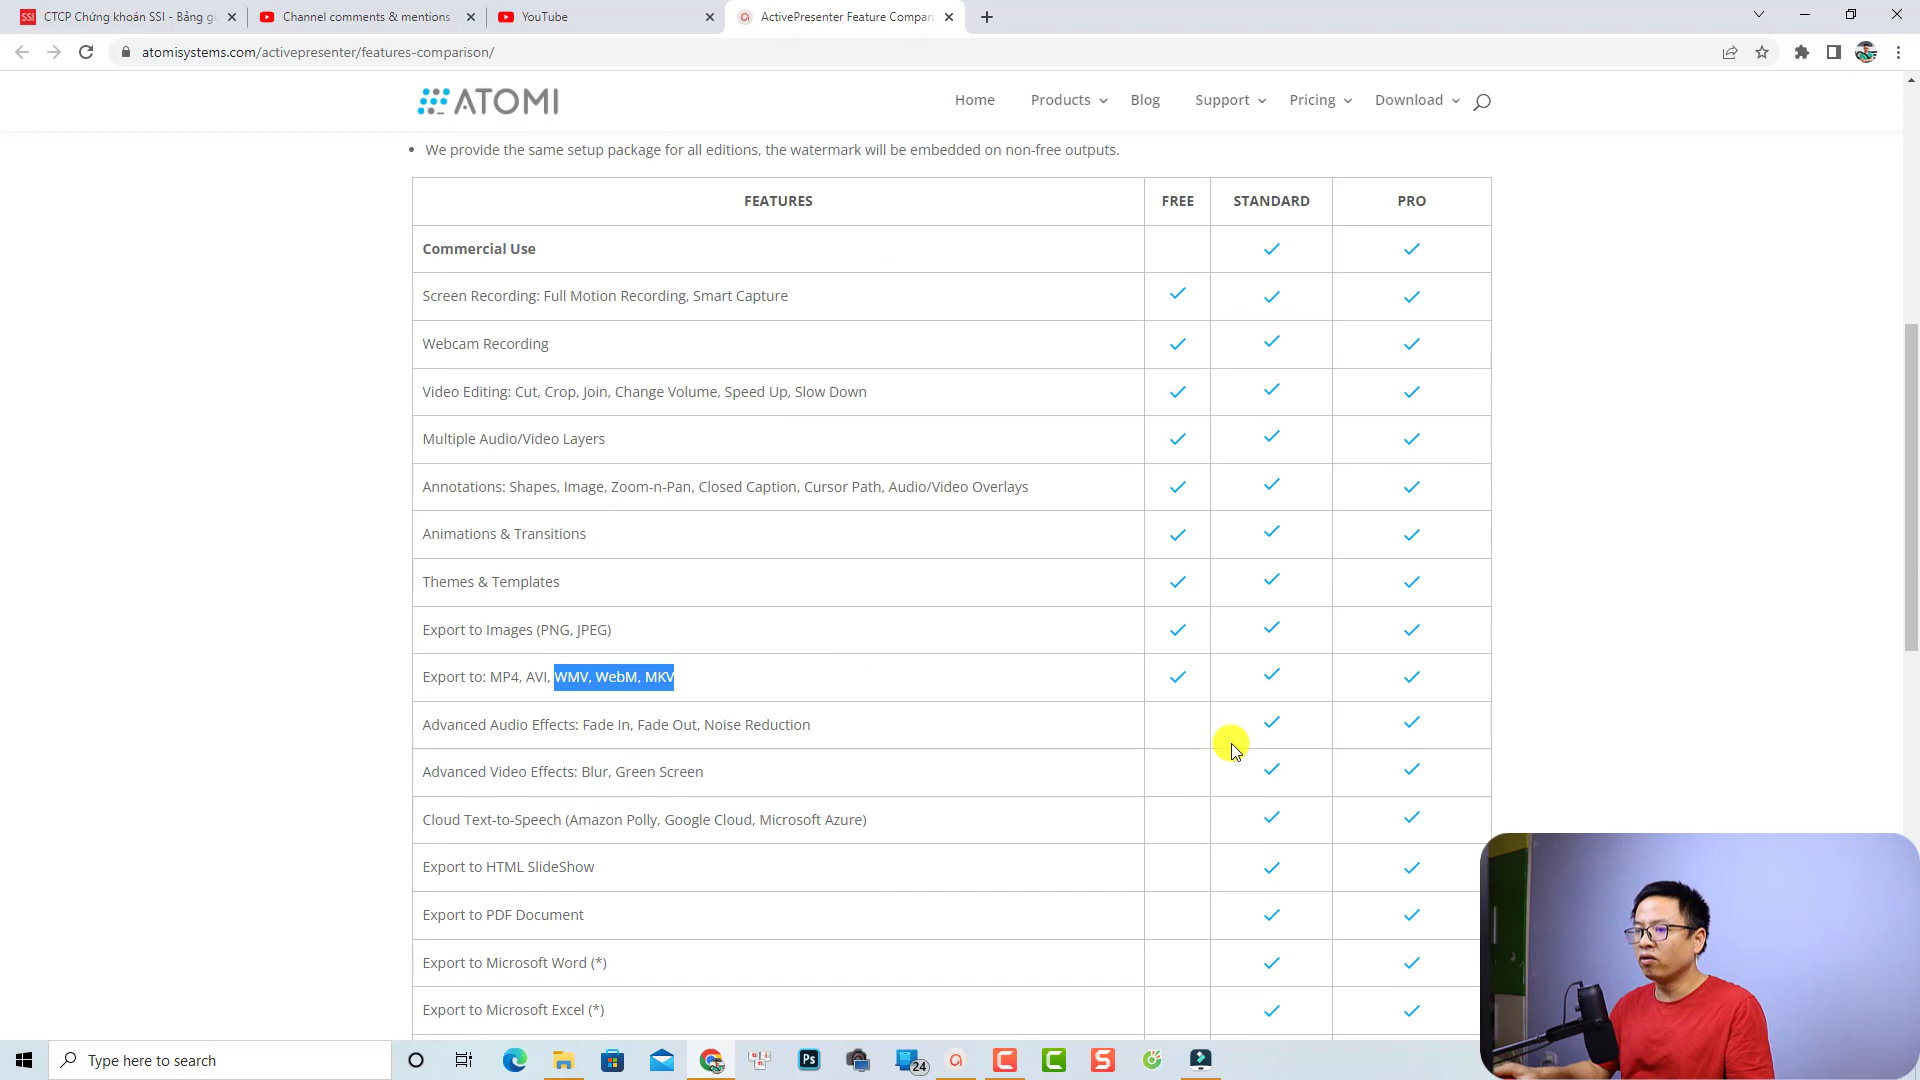 SSI CTCP Chứng khoán SSI - Bảng gi
Channel comments & mentions
YouTube
ActivePresenter Feature Compari
atomisystems.com/activepresenter/features-comparison/
ATOMI
Home
Products
Blog
Support
Pricing
Download
• We provide the same setup package for all editions, the watermark will be embedded on non-free outputs.
FEATURES FREE STANDARD PRO
Commercial Use
Screen Recording: Full Motion Recording, Smart Capture
Webcam Recording
Video Editing: Cut, Crop, Join, Change Volume, Speed Up, Slow Down
Multiple Audio/Video Layers
Annotations: Shapes, Image, Zoom-n-Pan, Closed Caption, Cursor Path, Audio/Video Overlays
Animations & Transitions
Themes & Templates
Export to Images (PNG, JPEG)
Export to: MP4, AVI, WMV, WebM, MKV
Advanced Audio Effects: Fade In, Fade Out, Noise Reduction
Advanced Video Effects: Blur, Green Screen
Cloud Text-to-Speech (Amazon Polly, Google Cloud, Microsoft Azure)
Export to HTML SlideShow
Export to PDF Document
Export to Microsoft Word (*)
Export to Microsoft Excel (*)
Type here to search
Ps
24
C
C
S